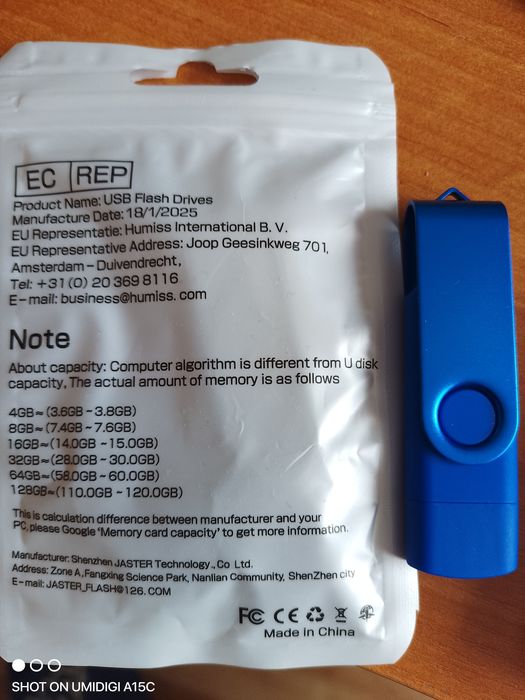 EC REP
Product Name: USB Flash Drives
Manufacture Date: 18/1/2025
EU Representatie: Humiss International B. V.
EU Representative Address: Joop Geesinkweg 701,
Amsterdam-Duivendrecht,
Tel: +31(0) 20 369 8116
E-mail: business@humiss. com
Note
About capacity: Computer algorithm is different from U disk
capacity, The actual amount of memory is as follows
4GB≈(3.6GB ~ 3.8GB)
8GB≈(7.4GB ~ 7.6GB)
16GB≈(14.0GB ~ 15.0GB)
32GB≈(28.0GB ~ 30.0GB)
64GB≈(58.0GB ~ 60.0GB)
128GB≈(110.0GB ~ 120.0GB)
This is calculation difference between manufacturer and your
PC, please Google 'Memory card capacity' to get more information.
Manufacturer: Shenzhen JASTER Technology., Co Ltd.
Address: Zone A ,Fangxing Science Park, Nanlian Community, ShenZhen city
E-mail: JASTER_FLASH@126. COM
FC CE
Made in China
SHOT ON UMIDIGI A15C